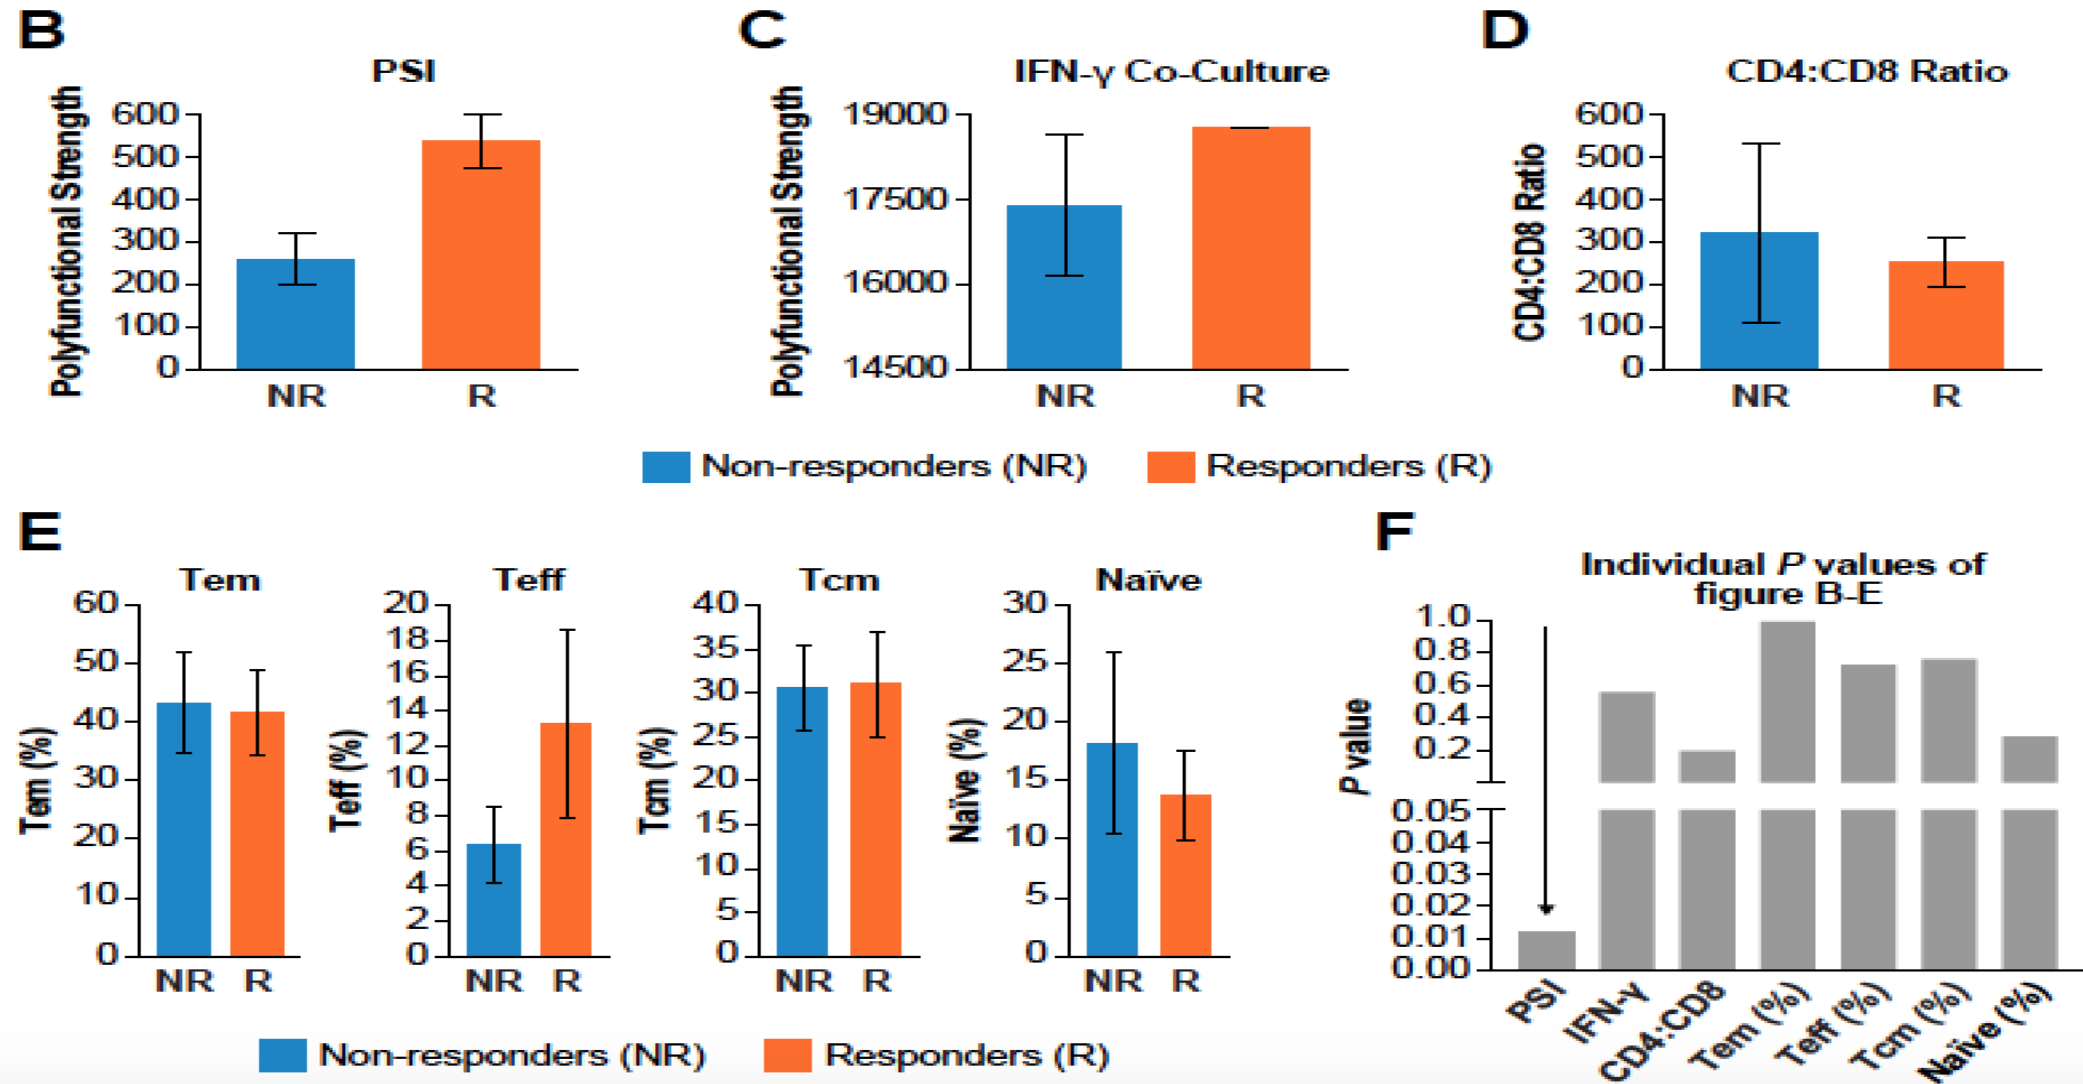 B
PSI
Polyfunctional Strength
600
500
400
300
200
100
0
NR
R
C
IFN-γ Co-Culture
Polyfunctional Strength
19000
17500
16000
14500
NR
R
D
CD4:CD8 Ratio
CD4:CD8 Ratio
600
500
400
300
200
100
0
NR
R
Non-responders (NR)
Responders (R)
E
Tem
Tem (%)
60
50
40
30
20
10
0
NR
R
Teff
Teff (%)
20
18
16
14
12
10
8
6
4
2
0
NR
R
Tcm
Tcm (%)
40
35
30
25
20
15
10
5
0
NR
R
Naïve
Naïve (%)
30
25
20
15
10
5
0
NR
R
Non-responders (NR)
Responders (R)
F
Individual P values of
figure B-E
P value
1.0
0.8
0.6
0.4
0.2
0.05
0.04
0.03
0.02
0.01
0.00
PSI
IFN-γ
CD4:CD8
Tem (%)
Teff (%)
Tcm (%)
Naïve (%)